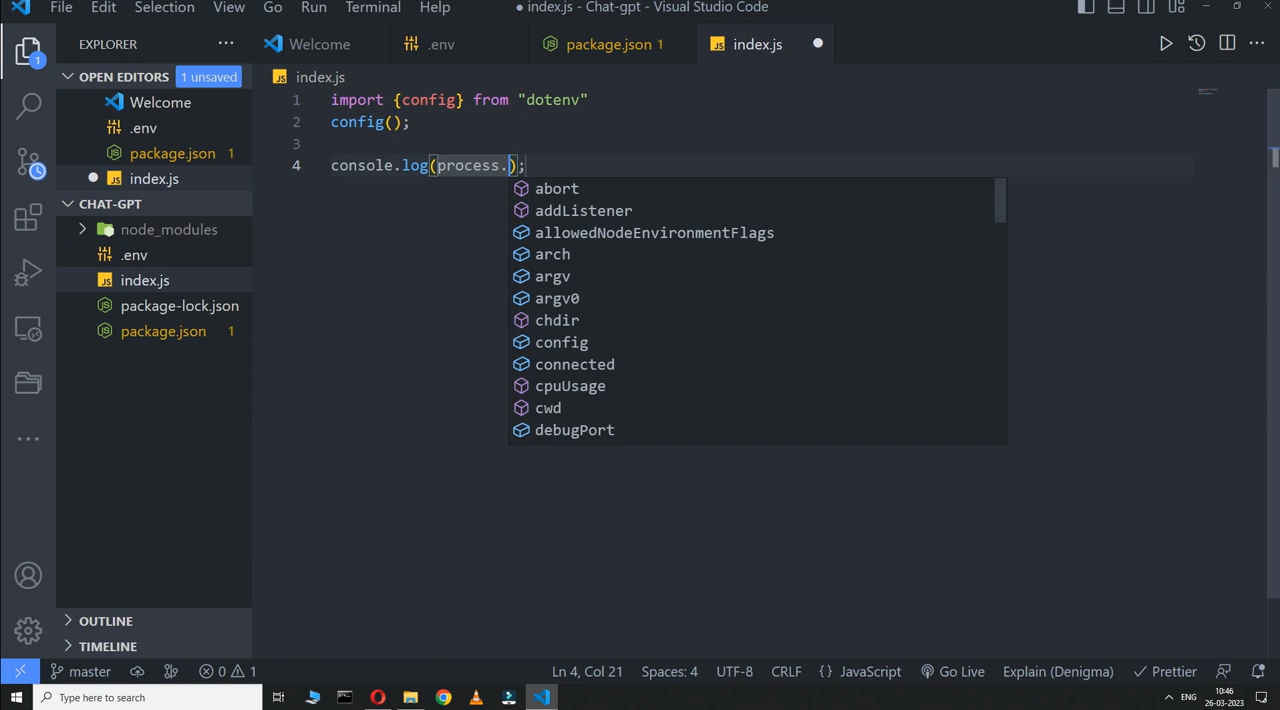 File Edit Selection View Go Run Terminal Help
● index.js - Chat-gpt - Visual Studio Code
EXPLORER
Welcome
.env
package.json 1
JS index.js
OPEN EDITORS 1 unsaved
Welcome
.env
package.json 1
JS index.js
CHAT-GPT
node_modules
.env
JS index.js
package-lock.json
package.json 1
OUTLINE
TIMELINE
1
JS index.js
1 import {config} from "dotenv"
2 config();
3
4 console.log(process.);
abort
addListener
allowedNodeEnvironmentFlags
arch
argv
argv0
chdir
config
connected
cpuUsage
cwd
debugPort
master 0 1 Ln 4, Col 21 Spaces: 4 UTF-8 CRLF {} JavaScript Go Live Explain (Denigma) Prettier
Type here to search
ENG
10:46
26-03-2023